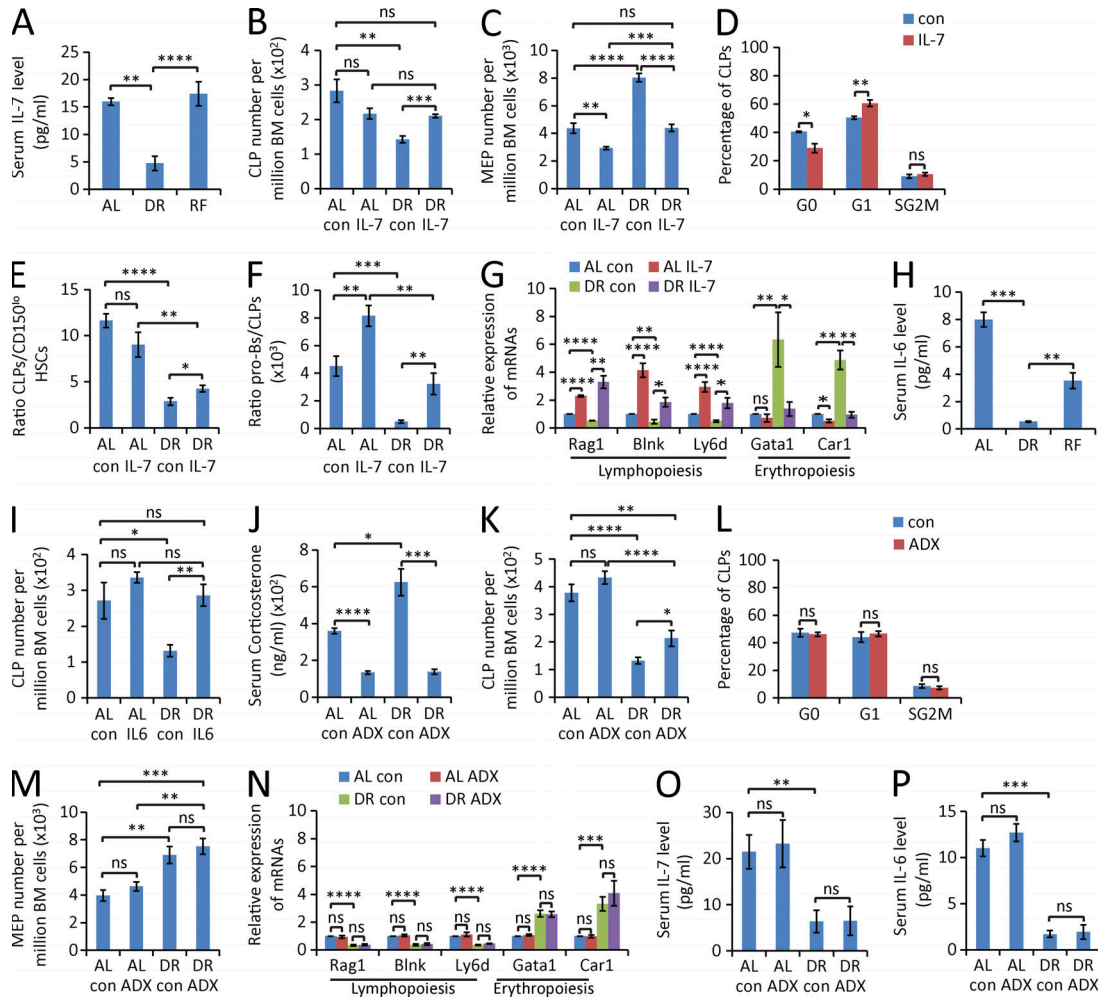 A
Serum IL-7 level
(pg/ml)
25
20
15
10
5
0
**
****
AL DR RF
B
CLP number per
million BM cells (x10²)
4
3
2
1
0
ns
**
ns
ns
***
AL AL DR DR
con IL-7 con IL-7
C
MEP number per
million BM cells (x10³)
10
8
6
4
2
0
ns
***
**** ****
**
AL AL DR DR
con IL-7 con IL-7
D
con
IL-7
Percentage of CLPs
100
80
60
40
20
0
*
**
ns
G0 G1 SG2M
E
Ratio CLPs/CD150ˡᵒ
HSCs
15
10
5
0
****
ns
**
*
AL AL DR DR
con IL-7 con IL-7
F
Ratio pro-Bs/CLPs
(x10³)
10
8
6
4
2
0
***
** **
**
AL AL DR DR
con IL-7 con IL-7
G
AL con AL IL-7
DR con DR IL-7
Relative expression
of mRNAs
10
8
6
4
2
0
****
**
****
**
****
*
****
****
*
** *
ns
** **
*
Rag1 Blnk Ly6d Gata1 Car1
Lymphopoiesis Erythropoiesis
H
Serum IL-6 level
(pg/ml)
10
8
6
4
2
0
***
**
AL DR RF
I
CLP number per
million BM cells (x10²)
4
3
2
1
0
ns
*
ns ns
**
AL AL DR DR
con IL6 con IL6
J
Serum Corticosterone
(ng/ml) (x10²)
8
6
4
2
0
*
***
****
AL AL DR DR
con ADX con ADX
K
CLP number per
million BM cells (x10²)
5
4
3
2
1
0
**
****
ns ****
*
AL AL DR DR
con ADX con ADX
L
con
ADX
Percentage of CLPs
100
80
60
40
20
0
ns
ns
ns
G0 G1 SG2M
M
MEP number per
million BM cells (x10³)
10
8
6
4
2
0
***
**
** ns
ns
AL AL DR DR
con ADX con ADX
N
AL con AL ADX
DR con DR ADX
Relative expression
of mRNAs
10
8
6
4
2
0
****
ns ns
****
ns ns
****
ns ns
****
ns ns
***
ns ns
Rag1 Blnk Ly6d Gata1 Car1
Lymphopoiesis Erythropoiesis
O
Serum IL-7 level
(pg/ml)
30
20
10
0
**
ns
ns
AL AL DR DR
con ADX con ADX
P
Serum IL-6 level
(pg/ml)
15
10
5
0
***
ns
ns
AL AL DR DR
con ADX con ADX